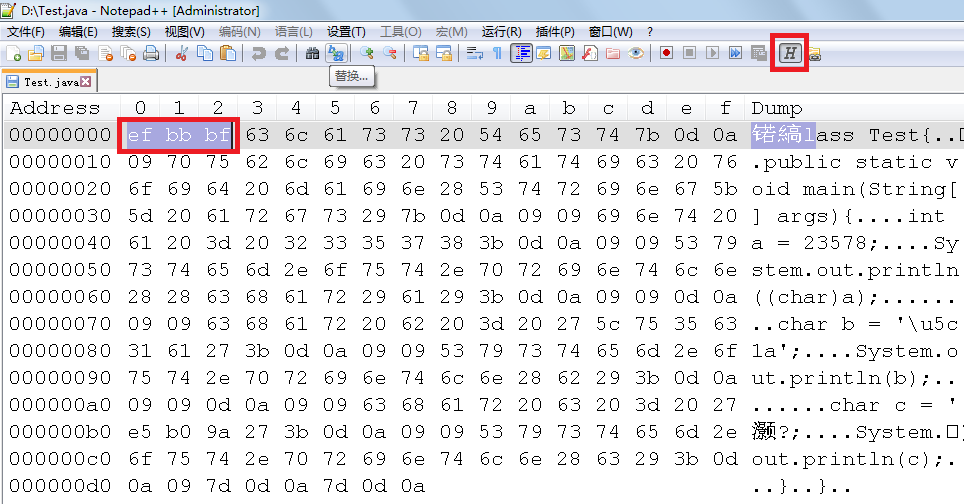 D:\Test.java - Notepad++ [Administrator]
文件(F) 编辑(E) 搜索(S) 视图(V) 编码(N) 语言(L) 设置(T) 工具(O) 宏(M) 运行(R) 插件(P) 窗口(W) ?
H
替换...
Test.java
Address 0 1 2 3 4 5 6 7 8 9 a b c d e f Dump
00000000 ef bb bf 63 6c 61 73 73 20 54 65 73 74 7b 0d 0a 锘縞lass Test{..
00000010 09 70 75 62 6c 69 63 20 73 74 61 74 69 63 20 76 .public static v
00000020 6f 69 64 20 6d 61 69 6e 28 53 74 72 69 6e 67 5b oid main(String[
00000030 5d 20 61 72 67 73 29 7b 0d 0a 09 09 69 6e 74 20 ] args){....int
00000040 61 20 3d 20 32 33 35 37 38 3b 0d 0a 09 09 53 79 a = 23578;....Sy
00000050 73 74 65 6d 2e 6f 75 74 2e 70 72 69 6e 74 6c 6e stem.out.println
00000060 28 28 63 68 61 72 29 61 29 3b 0d 0a 09 09 0d 0a ((char)a);......
00000070 09 09 63 68 61 72 20 62 20 3d 20 27 5c 75 35 63 ..char b = '\u5c
00000080 31 61 27 3b 0d 0a 09 09 53 79 73 74 65 6d 2e 6f 1a';....System.o
00000090 75 74 2e 70 72 69 6e 74 6c 6e 28 62 29 3b 0d 0a ut.println(b);..
000000a0 09 09 0d 0a 09 09 63 68 61 72 20 63 20 3d 20 27 ......char c = '
000000b0 e5 b0 9a 27 3b 0d 0a 09 09 53 79 73 74 65 6d 2e 灏?;....System.
000000c0 6f 75 74 2e 70 72 69 6e 74 6c 6e 28 63 29 3b 0d out.println(c);.
000000d0 0a 09 7d 0d 0a 7d 0d 0a ..}..}..